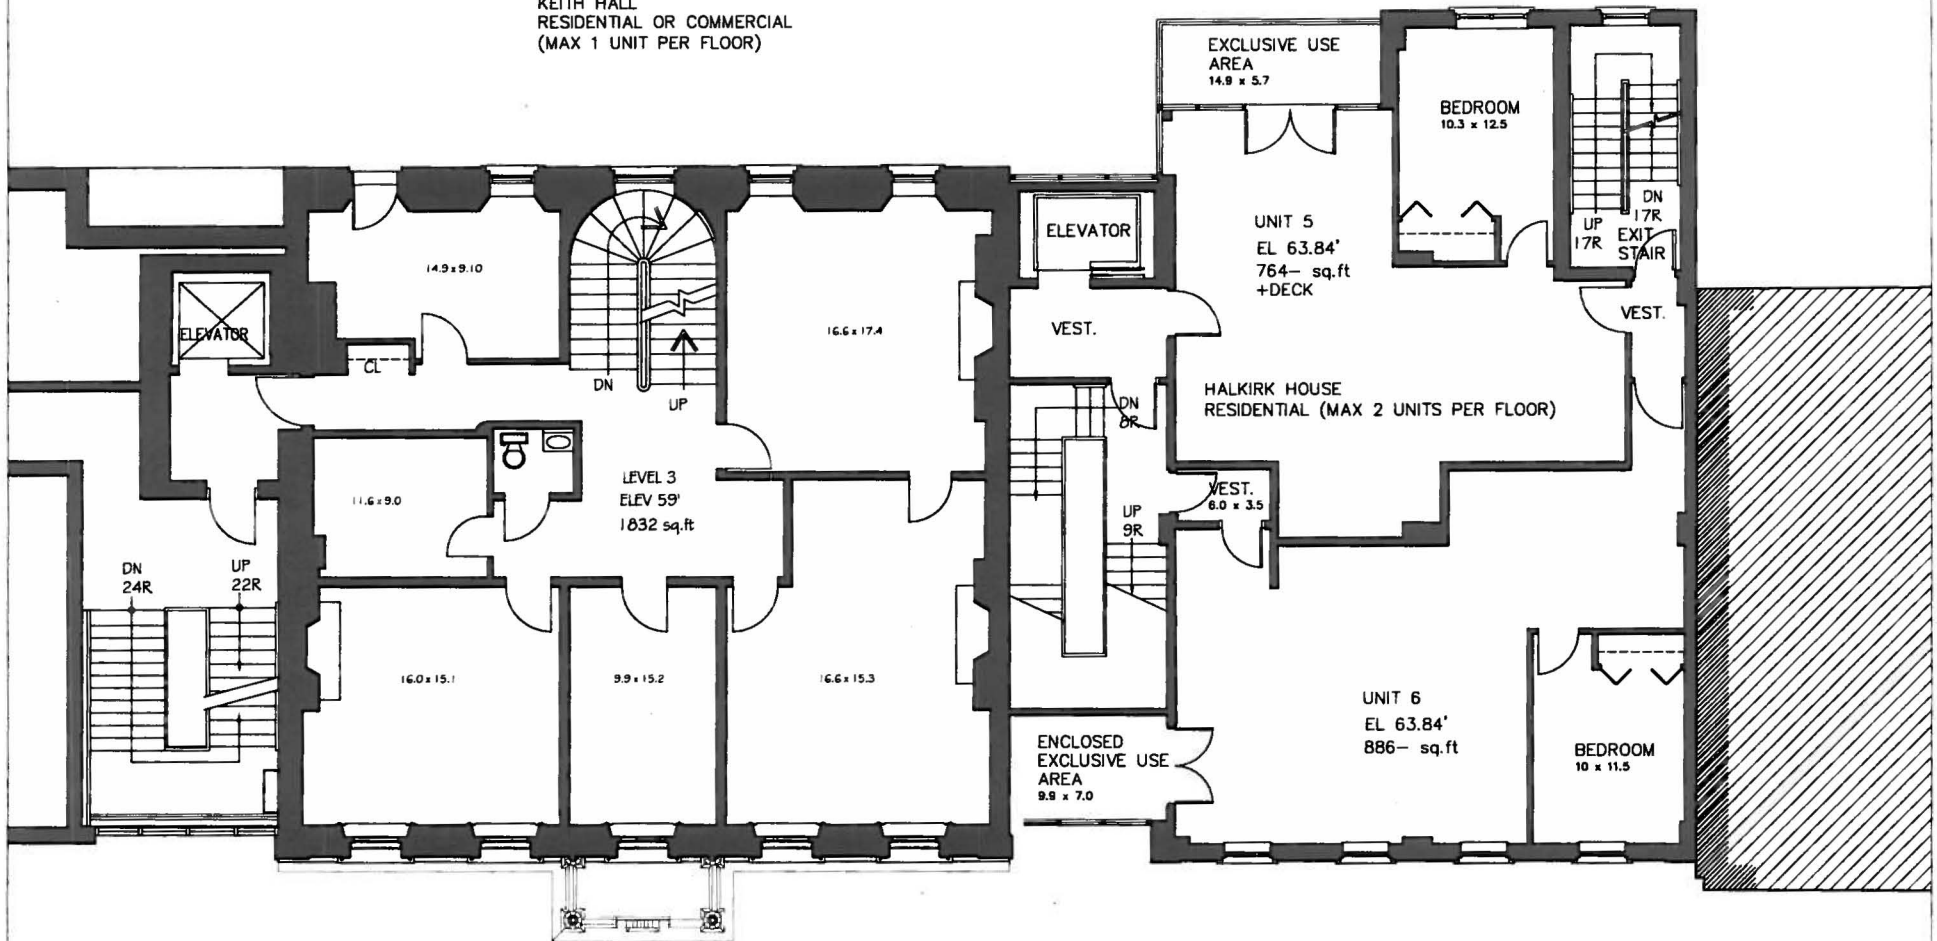 KEITH HALL
RESIDENTIAL OR COMMERCIAL
(MAX 1 UNIT PER FLOOR)
EXCLUSIVE USE
AREA
14.9 x 5.7
BEDROOM
10.3 x 12.5
UP
17R
DN
17R
EXIT
STAIR
VEST.
UNIT 5
EL 63.84'
764- sq.ft
+DECK
ELEVATOR
VEST.
HALKIRK HOUSE
RESIDENTIAL (MAX 2 UNITS PER FLOOR)
DN
8R
VEST.
6.0 x 3.5
UP
9R
ELEVATOR
14.9 x 9.10
CL
DN
UP
16.6 x 17.4
11.6 x 9.0
LEVEL 3
ELEV 59'
1832 sq.ft
DN
24R
UP
22R
16.0 x 15.1
9.9 x 15.2
16.6 x 15.3
ENCLOSED
EXCLUSIVE USE
AREA
9.9 x 7.0
UNIT 6
EL 63.84'
886- sq.ft
BEDROOM
10 x 11.5